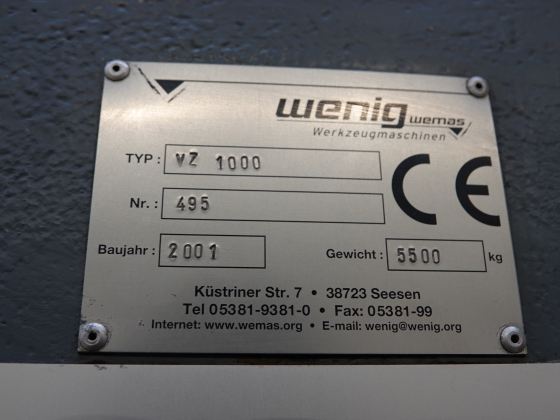 wenig wemas
Werkzeugmaschinen
TYP : VZ 1000
Nr. : 495
Baujahr : 2001 Gewicht : 5500 kg
CE
Küstriner Str. 7 • 38723 Seesen
Tel 05381-9381-0 • Fax: 05381-99
Internet: www.wemas.org • E-mail: wenig@wenig.org